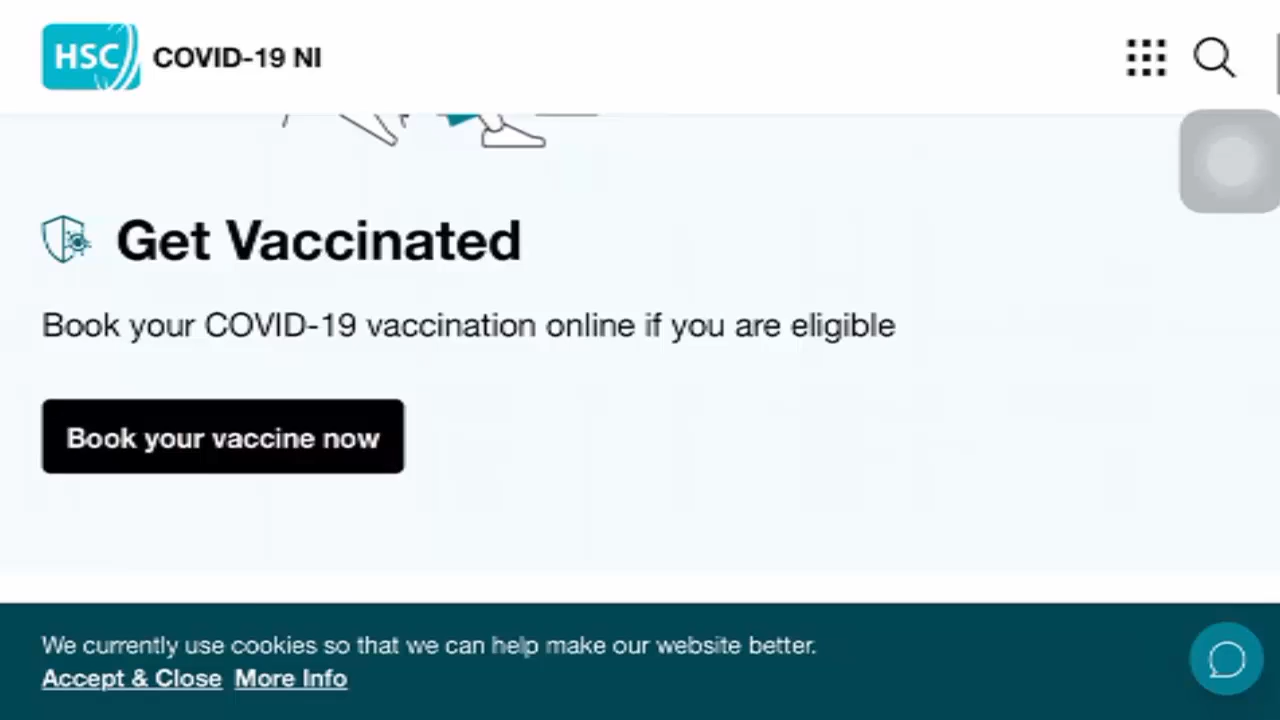 HSC COVID-19 NI
Get Vaccinated
Book your COVID-19 vaccination online if you are eligible
Book your vaccine now
We currently use cookies so that we can help make our website better.
Accept & Close More Info